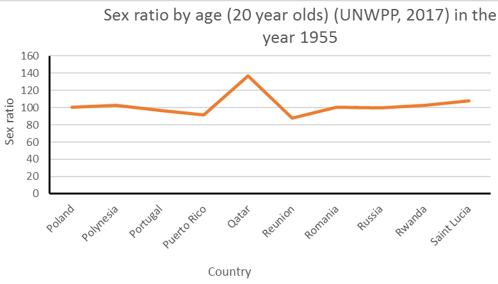 Sex ratio by age (20 year olds) (UNWPP, 2017) in the
year 1955
160
140
120
100
80
60
40
20
0
Sex ratio
Poland
Polynesia
Portugal
Puerto Rico
Qatar
Reunion
Romania
Russia
Rwanda
Saint Lucia
Country